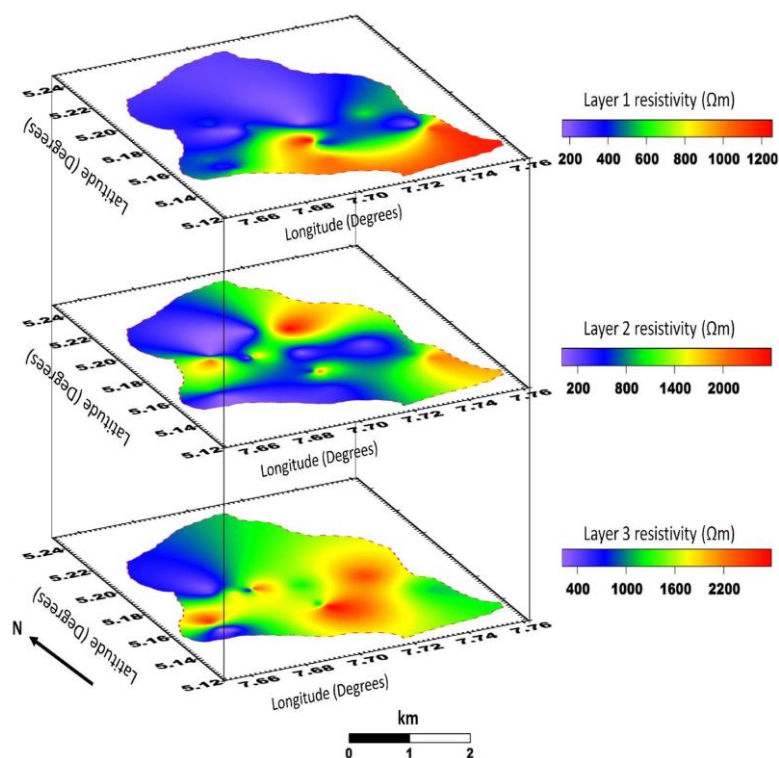 5.24
5.22
5.20
5.18
5.16
5.14
5.12
Latitude (Degrees)
7.66
7.68
7.70
7.72
7.74
7.76
Longitude (Degrees)
Layer 1 resistivity (Ωm)
200 400 600 800 1000 1200
5.24
5.22
5.20
5.18
5.16
5.14
5.12
Latitude (Degrees)
7.66
7.68
7.70
7.72
7.74
7.76
Longitude (Degrees)
Layer 2 resistivity (Ωm)
200 800 1400 2000
5.24
5.22
5.20
5.18
5.16
5.14
5.12
Latitude (Degrees)
7.66
7.68
7.70
7.72
7.74
7.76
Longitude (Degrees)
Layer 3 resistivity (Ωm)
400 1000 1600 2200
N
km
0 1 2